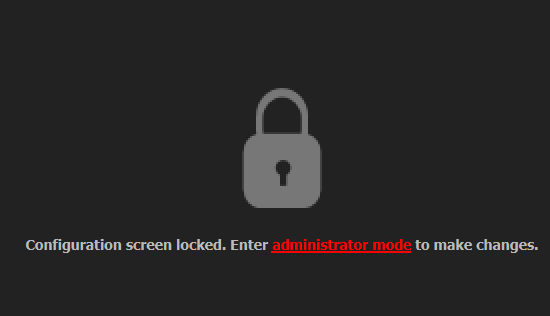 Configuration screen locked. Enter administrator mode to make changes.